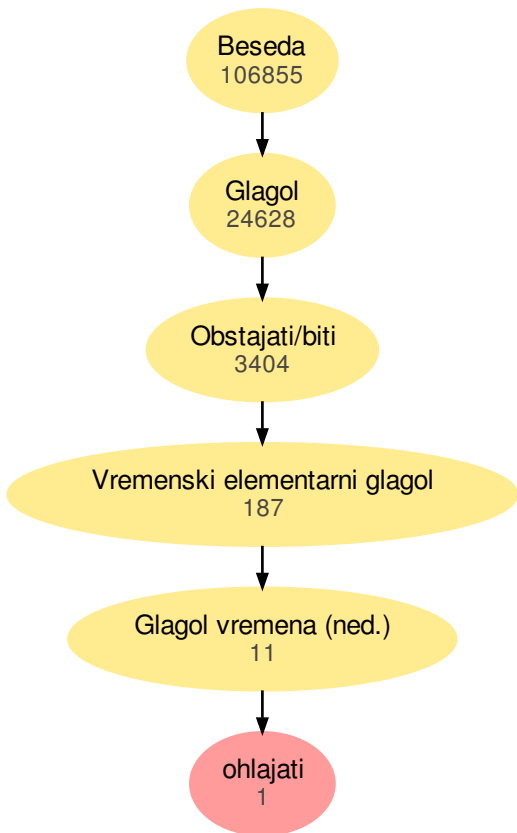 Beseda
106855
Glagol
24628
Obstajati/biti
3404
Vremenski elementarni glagol
187
Glagol vremena (ned.)
11
ohlajati
1